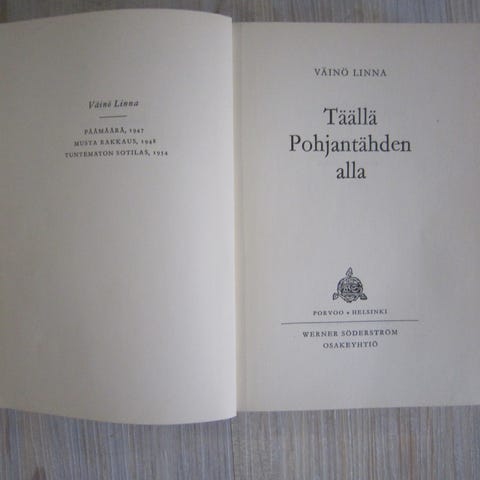 Väinö Linna
PÄÄMÄÄRÄ, 1947
MUSTA RAKKAUS, 1948
TUNTEMATON SOTILAS, 1954
VÄINÖ LINNA
Täällä
Pohjantähden
alla
PORVOO • HELSINKI
WERNER SÖDERSTRÖM
OSAKEYHTIÖ